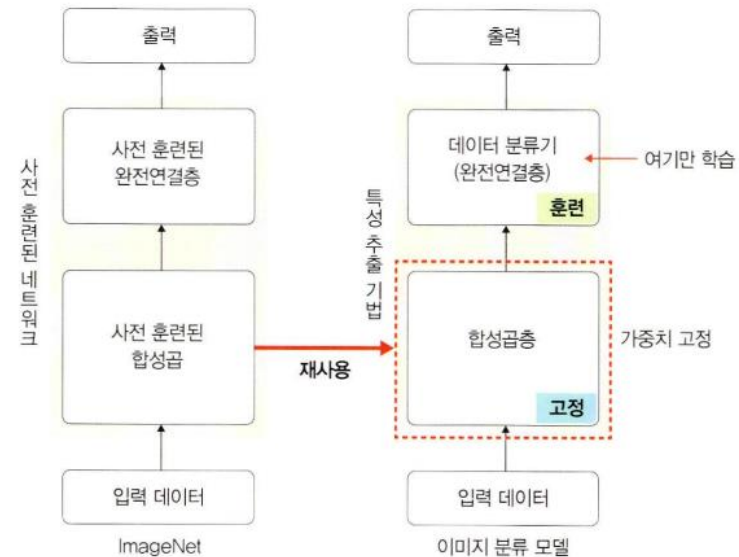 출력
사전 훈련된
완전연결층
사전 훈련된 네트워크
사전 훈련된
합성곱
입력 데이터
ImageNet
재사용
출력
데이터 분류기
(완전연결층)
훈련
여기만 학습
특성 추출 기법
합성곱층
고정
가중치 고정
입력 데이터
이미지 분류 모델